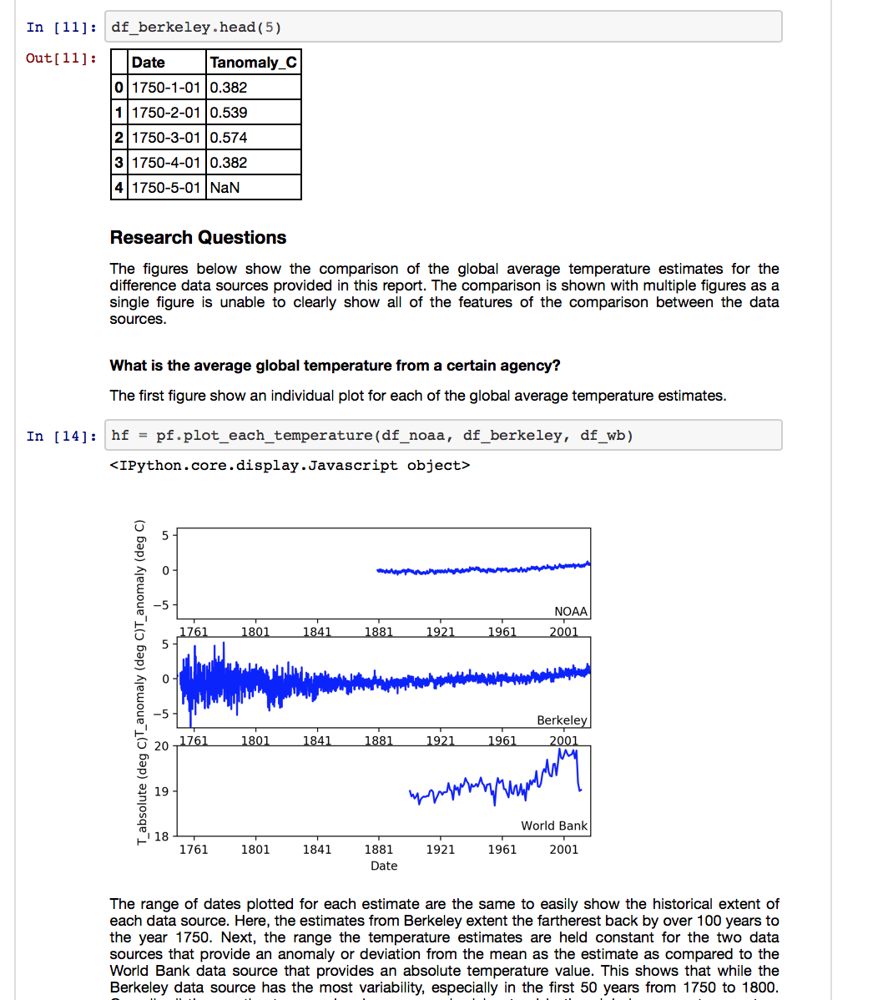 In [11]: df_berkeley.head(5)
Out[11]:
Date Tanomaly_C
0 1750-1-01 0.382
1 1750-2-01 0.539
2 1750-3-01 0.574
3 1750-4-01 0.382
4 1750-5-01 NaN
Research Questions
The figures below show the comparison of the global average temperature estimates for the
difference data sources provided in this report. The comparison is shown with multiple figures as a
single figure is unable to clearly show all of the features of the comparison between the data
sources.
What is the average global temperature from a certain agency?
The first figure show an individual plot for each of the global average temperature estimates.
In [14]: hf = pf.plot_each_temperature(df_noaa, df_berkeley, df_wb)
<IPython.core.display.Javascript object>
T_anomaly (deg C)
5
0
−5
NOAA
1761 1801 1841 1881 1921 1961 2001
T_anomaly (deg C)
5
0
−5
Berkeley
1761 1801 1841 1881 1921 1961 2001
T_absolute (deg C)
20
19
18
World Bank
1761 1801 1841 1881 1921 1961 2001
Date
The range of dates plotted for each estimate are the same to easily show the historical extent of
each data source. Here, the estimates from Berkeley extent the fartherest back by over 100 years to
the year 1750. Next, the range the temperature estimates are held constant for the two data
sources that provide an anomaly or deviation from the mean as the estimate as compared to the
World Bank data source that provides an absolute temperature value. This shows that while the
Berkeley data source has the most variability, especially in the first 50 years from 1750 to 1800.